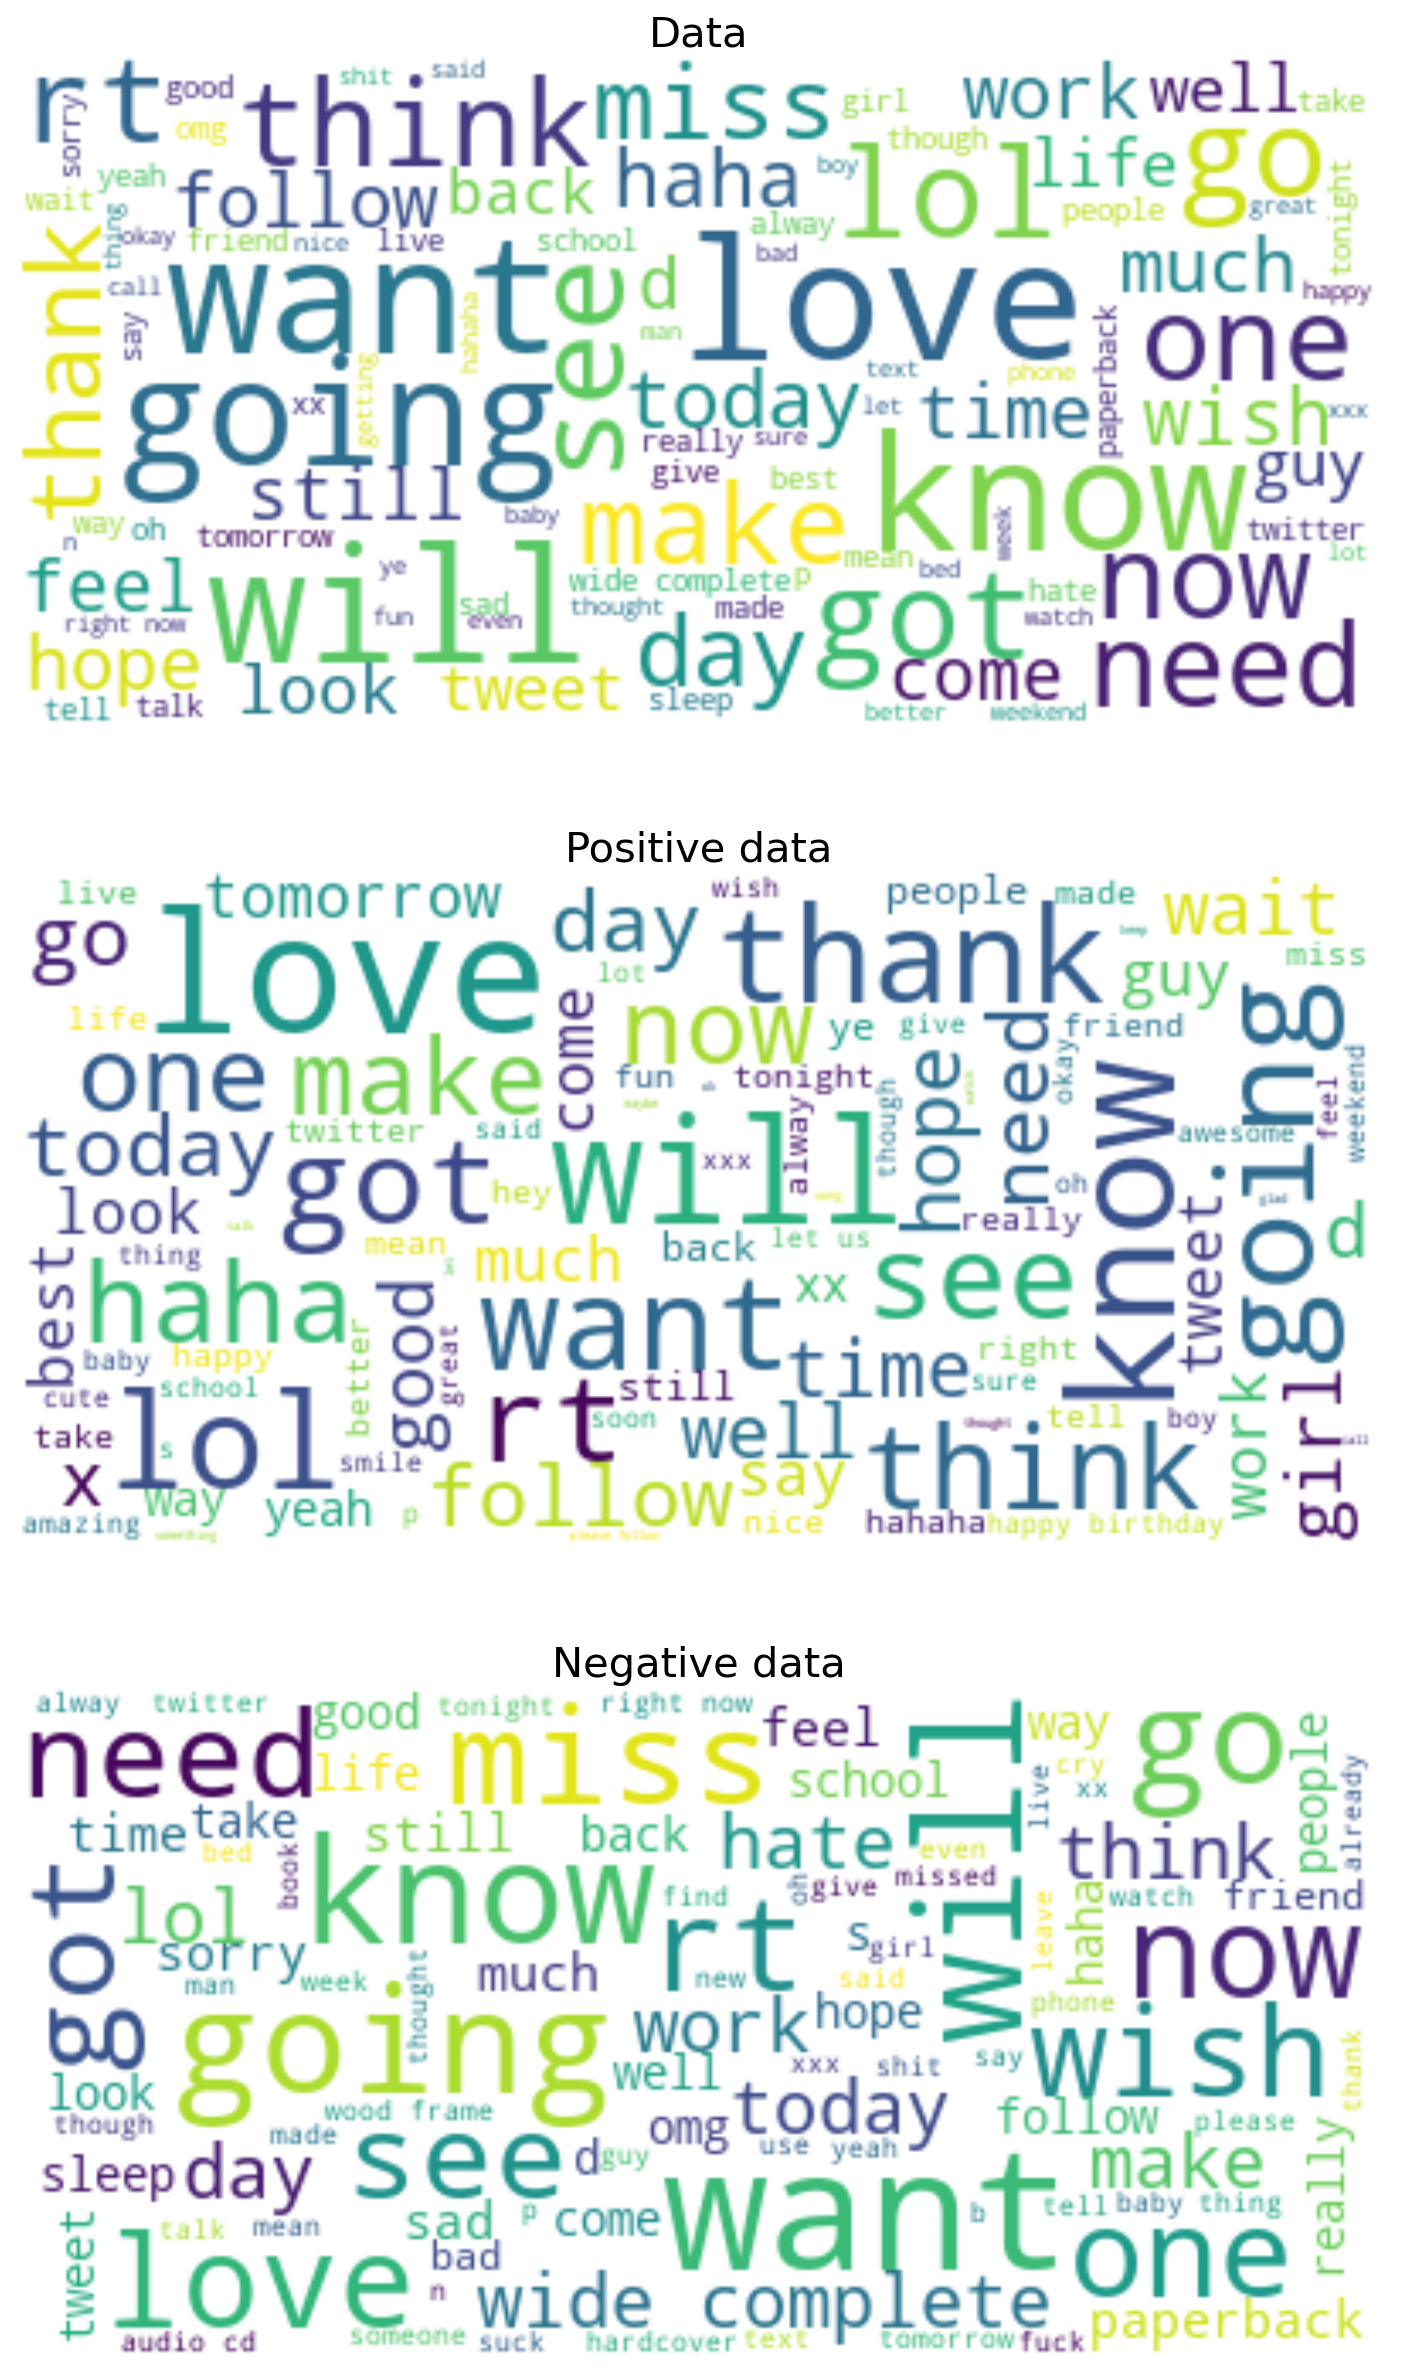 Data
rt good think shit said miss girl work well take
sorry omg though
yeah follow back haha boy lol life go
wait people great tonight
thing okay friend nice live school alway bad
thank call want see d love much happy
say hahaha man paperback one
going xx getting today text phone
let time wish xxx
really sure
still give best know guy
way oh tomorrow baby make week twitter
n mean bed now lot
feel will ye wide complete p got hate
right now fun sad even thought made watch
hope day come need
tell talk look tweet sleep better weekend
Positive data
live tomorrow day wish people made wait
go love lot thank guy miss
life come now ye give need friend going
one make fun tonight hope okay know feel weekend
today twitter said will xxx alway though awesome
look got hey oh really tweet d
best thing mean much back let us see
haha good want xx
baby happy better great time right
cute school rt still sure girl
take lol s soon well think tell boy work
x way smile follow say
amazing yeah p nice hahaha happy birthday
something please follow
Negative data
alway twitter good tonight right now will way go
need life miss feel school cry xx live people
time take still back hate even think already
bed book know find oh give missed watch friend
got lol rt S girl leave haha now
sorry man week thought much new said
going work hope phone wish
look well xxx shit say thank
though wood frame omg today follow please
made see d guy use yeah make really
sleep day want
tweet talk mean sad p come b tell baby thing
love bad one
n wide complete paperback
audio cd someone suck hardcover text tomorrow fuck